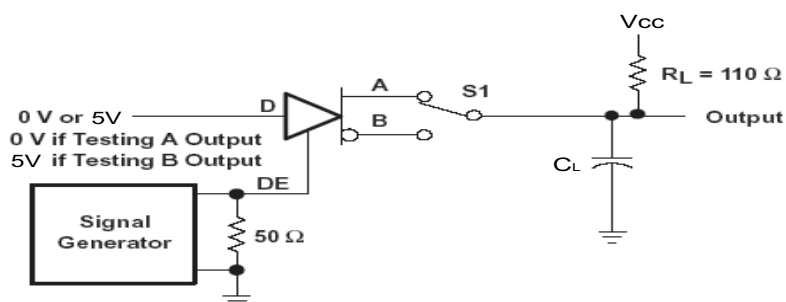 Vcc
RL = 110 Ω
A
S1
D
0 V or 5V
B
Output
0 V if Testing A Output
5V if Testing B Output
CL
DE
Signal
Generator
50 Ω